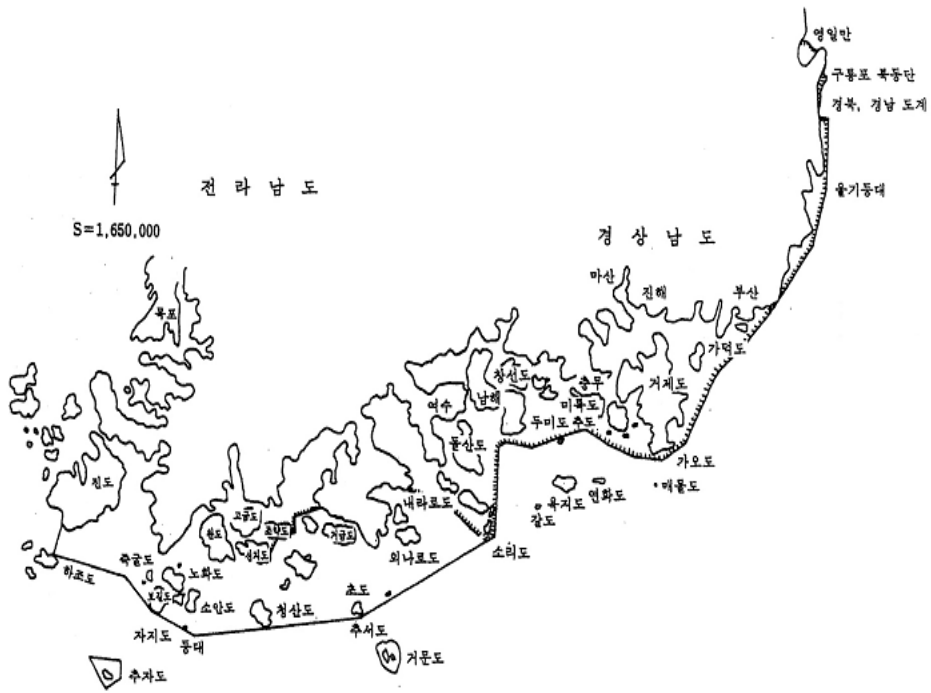 영일만
구룡포 북동단
경북, 경남 도계
울기등대
전 라 남 도
S=1,650,000
경 상 남 도
마산
진해
부산
목포
가덕도
창선도
충무
거제도
여수
남해
미륵도
두미도 추도
돌산도
가오도
진도
내라로도
욕지도
연화도
매물도
갈도
고금도
완도
조약도
신지도
거금도
외나로도
소리도
하조도
죽굴도
노화도
보길도
소안도
청산도
초도
자지도
등대
추서도
추자도
거문도